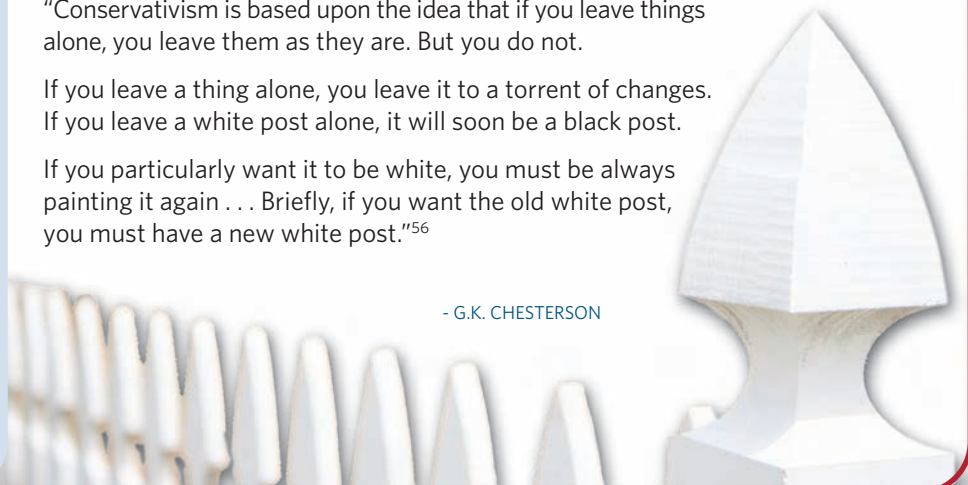 “Conservativism is based upon the idea that if you leave things
alone, you leave them as they are. But you do not.
If you leave a thing alone, you leave it to a torrent of changes.
If you leave a white post alone, it will soon be a black post.
If you particularly want it to be white, you must be always
painting it again . . . Briefly, if you want the old white post,
you must have a new white post.”56
- G.K. CHESTERSON